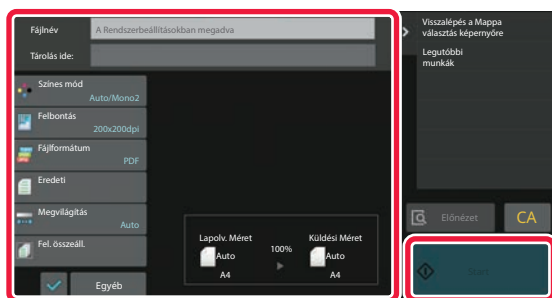 Fájlnév
A Rendszerbeállításokban megadva
Tárolás ide:
Színes mód
Auto/Mono2
Felbontás
200x200dpi
Fájlformátum
PDF
Eredeti
Megvilágítás
Auto
Fel. összeáll.
Egyéb
Lapolv. Méret
Auto
A4
100%
Küldési Méret
Auto
A4
Visszalépés a Mappa
választás képernyőre
Legutóbbi
munkák
Előnézet
CA
Start